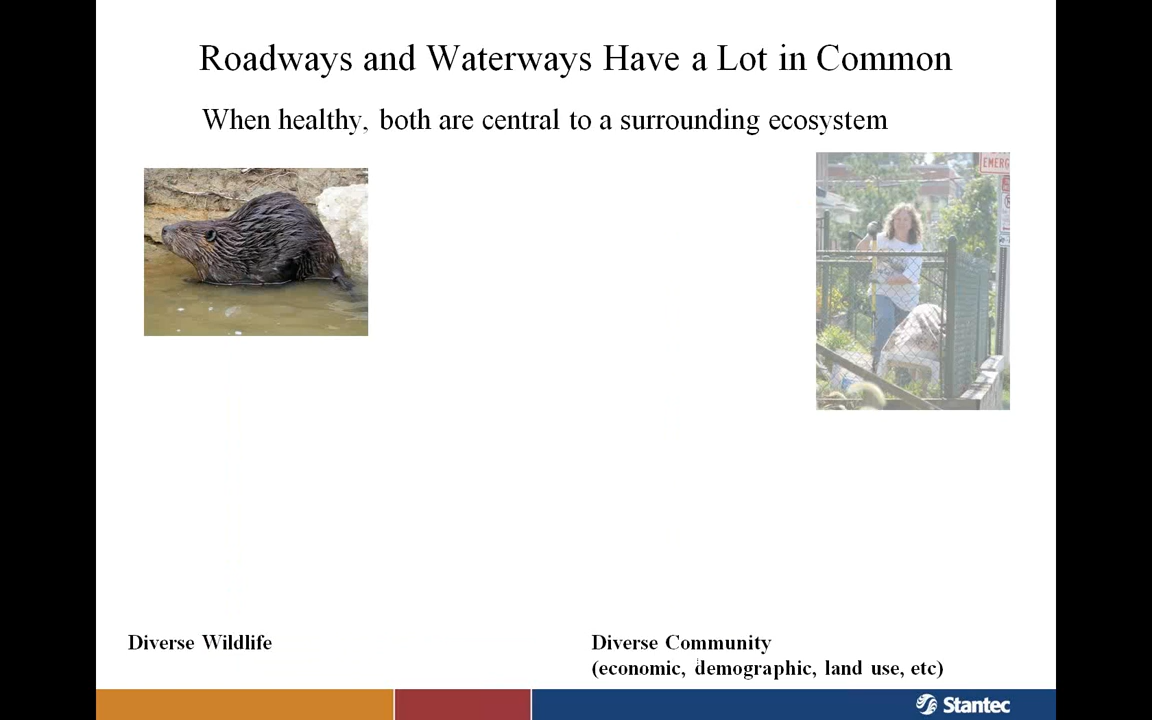 Roadways and Waterways Have a Lot in Common
When healthy, both are central to a surrounding ecosystem
EMERG
Diverse Wildlife
Diverse Community
(economic, demographic, land use, etc)
Stantec